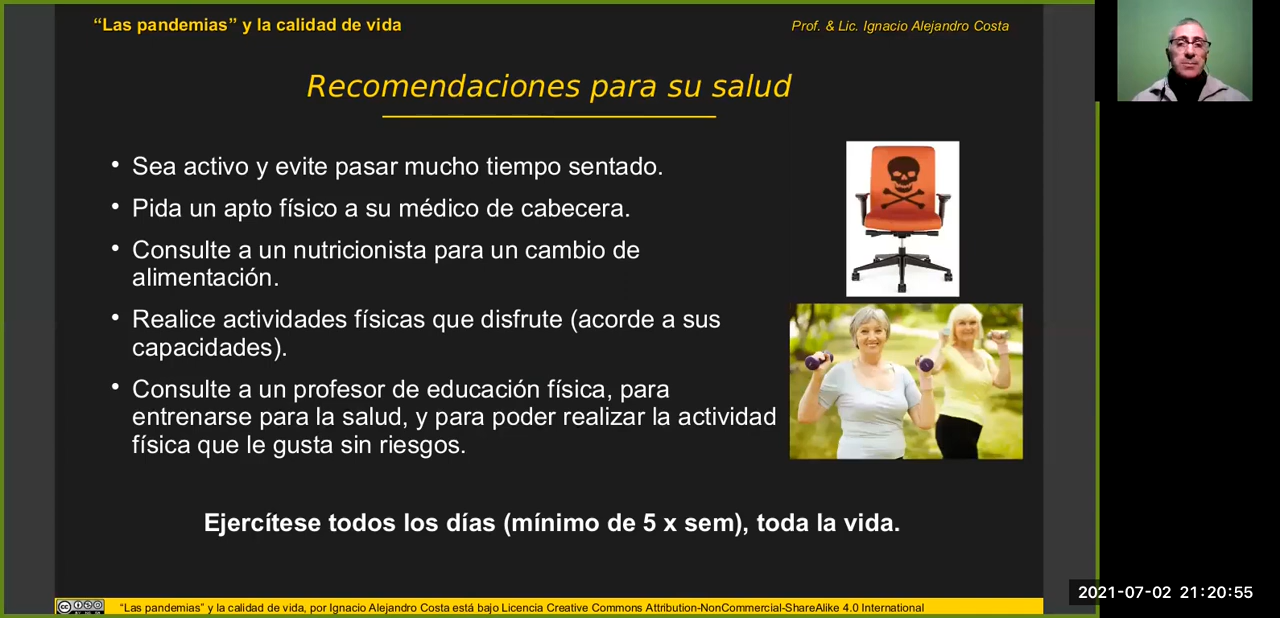 “Las pandemias” y la calidad de vida
Prof. & Lic. Ignacio Alejandro Costa
Recomendaciones para su salud
• Sea activo y evite pasar mucho tiempo sentado.
• Pida un apto físico a su médico de cabecera.
• Consulte a un nutricionista para un cambio de
alimentación.
• Realice actividades físicas que disfrute (acorde a sus
capacidades).
• Consulte a un profesor de educación física, para
entrenarse para la salud, y para poder realizar la actividad
física que le gusta sin riesgos.
Ejercítese todos los días (mínimo de 5 x sem), toda la vida.
“Las pandemias” y la calidad de vida, por Ignacio Alejandro Costa está bajo Licencia Creative Commons Attribution-NonCommercial-ShareAlike 4.0 International
2021-07-02 21:20:55